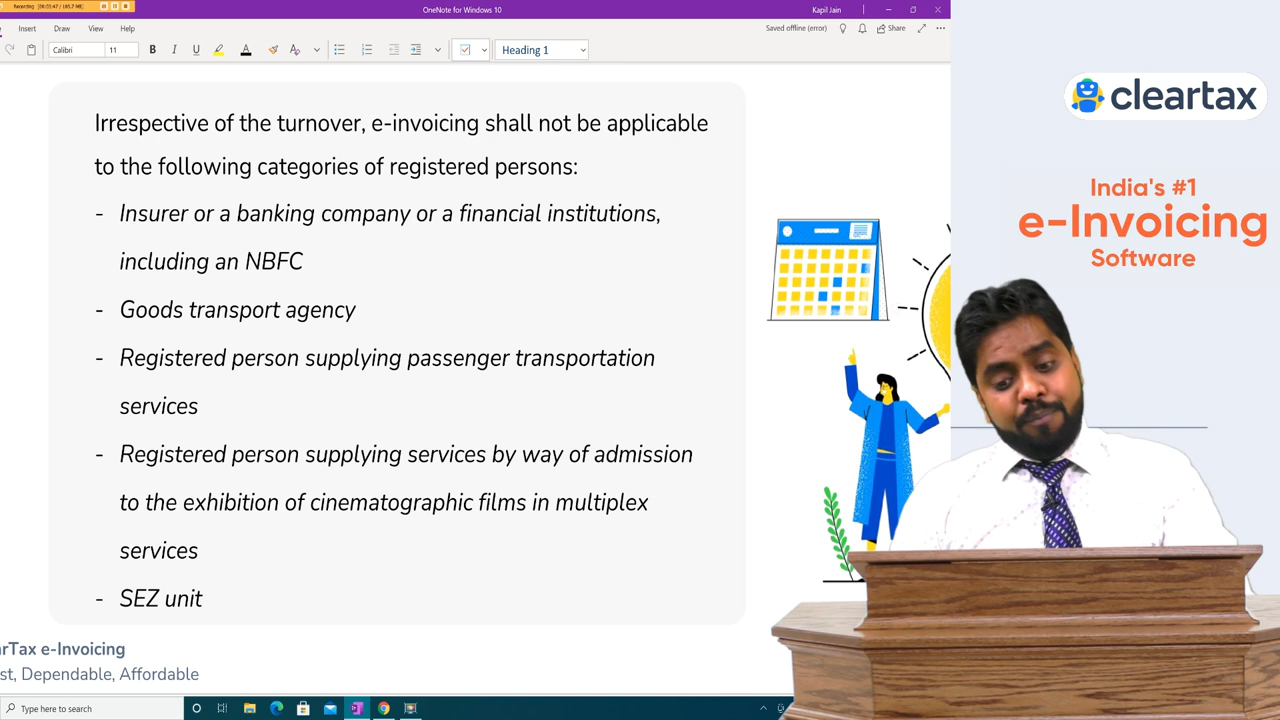 Recording
OneNote for Windows 10
Kapil Jain
Insert Draw View Help
Saved offline (error)
Share
Calibri
11
B I U
A
Heading 1
Irrespective of the turnover, e-invoicing shall not be applicable
to the following categories of registered persons:
- Insurer or a banking company or a financial institutions,
including an NBFC
- Goods transport agency
- Registered person supplying passenger transportation
services
- Registered person supplying services by way of admission
to the exhibition of cinematographic films in multiplex
services
- SEZ unit
arTax e-Invoicing
st, Dependable, Affordable
Type here to search
cleartax
India's #1
e-Invoicing
Software